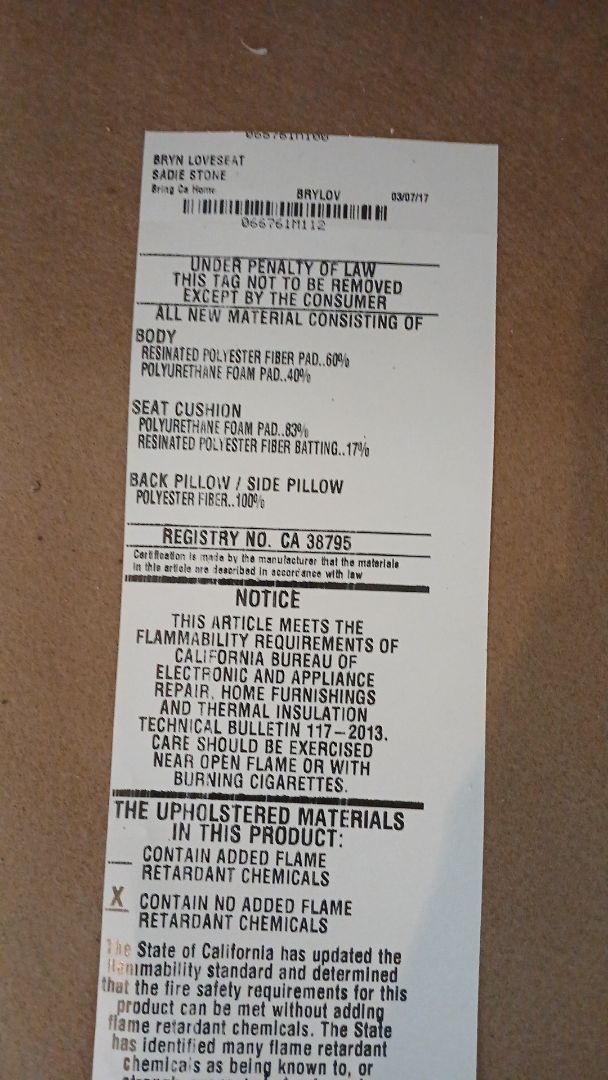 066761M100
BRYN LOVESEAT
SADIE STONE
Bring Ca Home
BRYLOV 03/07/17
066761M112
UNDER PENALTY OF LAW
THIS TAG NOT TO BE REMOVED
EXCEPT BY THE CONSUMER
ALL NEW MATERIAL CONSISTING OF
BODY
RESINATED POLYESTER FIBER PAD..60%
POLYURETHANE FOAM PAD..40%
SEAT CUSHION
POLYURETHANE FOAM PAD..83%
RESINATED POLYESTER FIBER BATTING..17%
BACK PILLOW / SIDE PILLOW
POLYESTER FIBER..100%
REGISTRY NO. CA 38795
Certification is made by the manufacturer that the materials
in this article are described in accordance with law
NOTICE
THIS ARTICLE MEETS THE
FLAMMABILITY REQUIREMENTS OF
CALIFORNIA BUREAU OF
ELECTRONIC AND APPLIANCE
REPAIR, HOME FURNISHINGS
AND THERMAL INSULATION
TECHNICAL BULLETIN 117-2013.
CARE SHOULD BE EXERCISED
NEAR OPEN FLAME OR WITH
BURNING CIGARETTES.
THE UPHOLSTERED MATERIALS
IN THIS PRODUCT:
__ CONTAIN ADDED FLAME
RETARDANT CHEMICALS
X CONTAIN NO ADDED FLAME
RETARDANT CHEMICALS
The State of California has updated the
flammability standard and determined
that the fire safety requirements for this
product can be met without adding
flame retardant chemicals. The State
has identified many flame retardant
chemicals as being known to, or